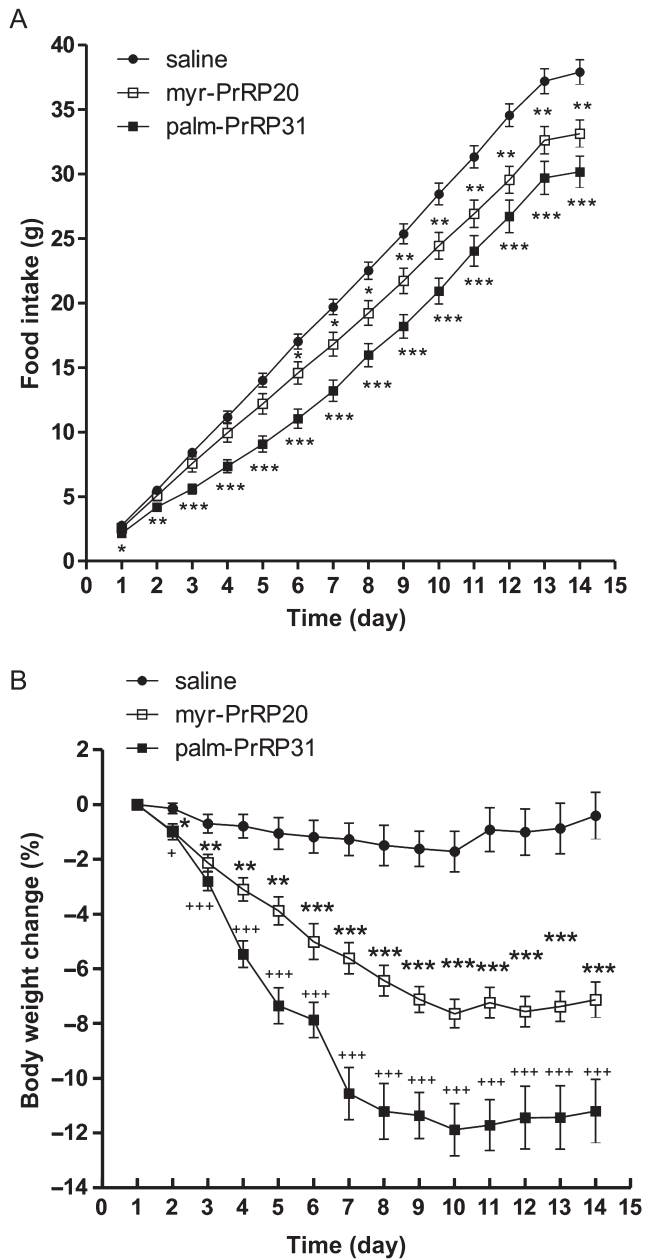 A
saline
myr-PrRP20
palm-PrRP31
Food intake (g)
40
35
30
25
20
15
10
5
0
** **
** *** ***
** ***
** ***
** ***
* ***
* ***
* ***
***
***
***
**
*
0 1 2 3 4 5 6 7 8 9 10 11 12 13 14 15
Time (day)
B
saline
myr-PrRP20
palm-PrRP31
Body weight change (%)
2
0
–2
–4
–6
–8
–10
–12
–14
* ** ** ** *** *** *** *** *** *** *** *** ***
+ +++ +++ +++ +++ +++ +++ +++ +++ +++ +++ +++ +++
0 1 2 3 4 5 6 7 8 9 10 11 12 13 14 15
Time (day)